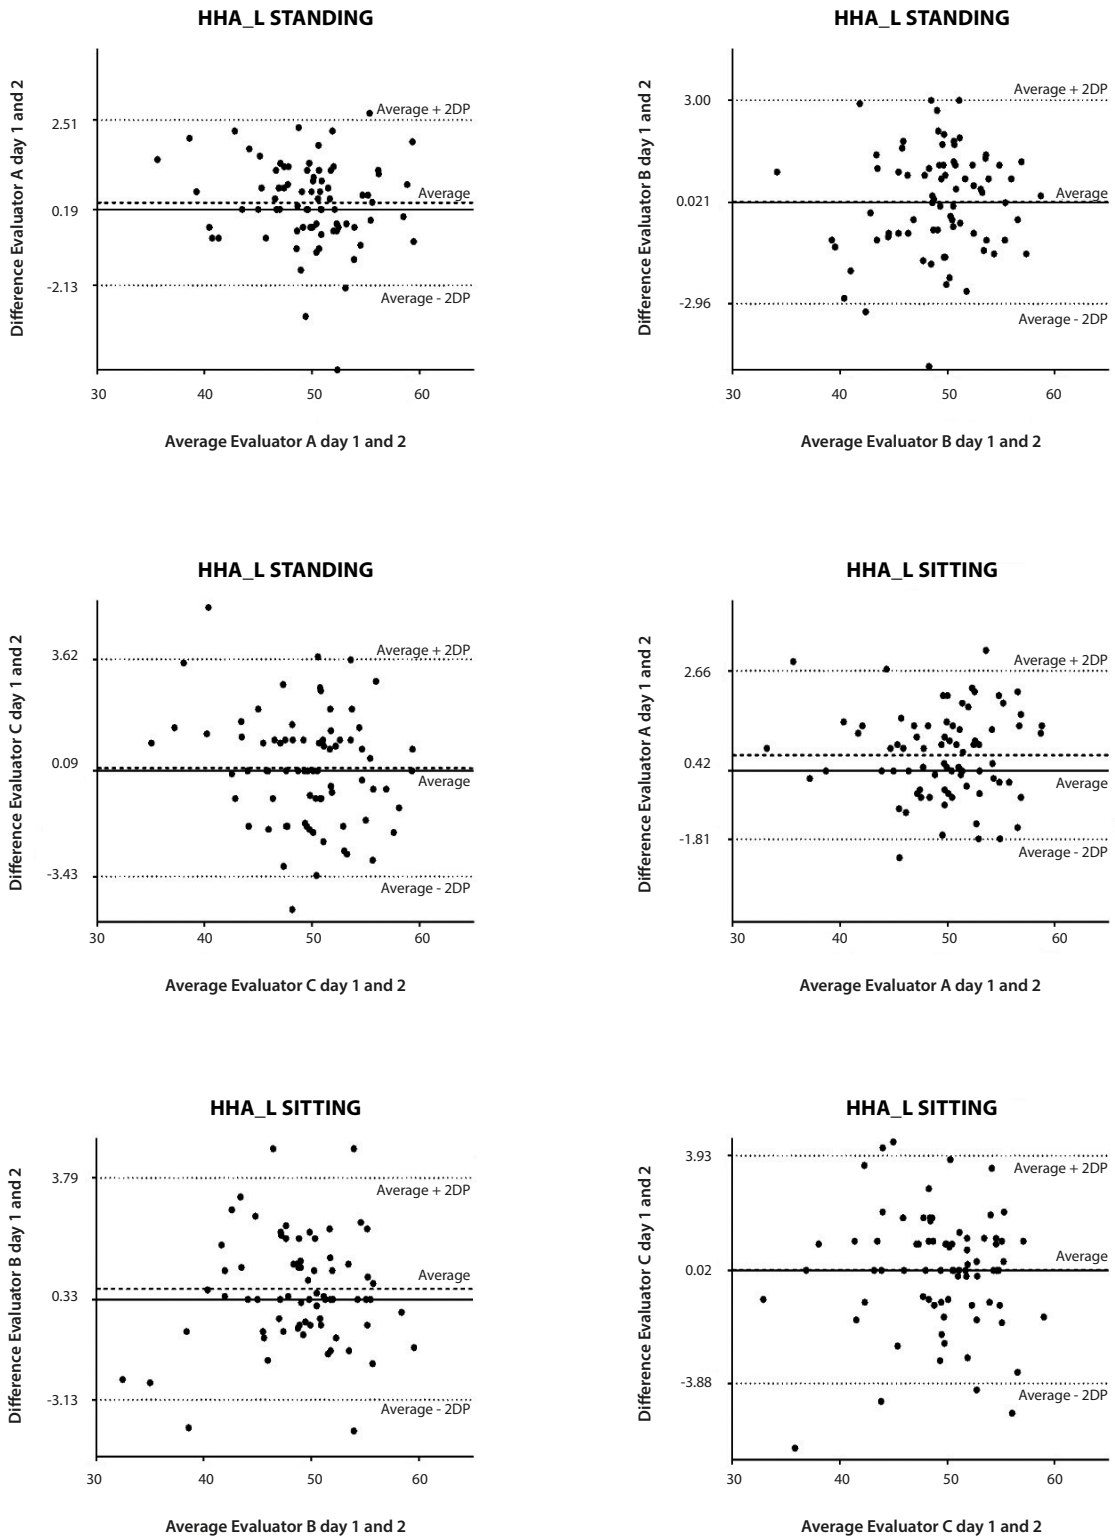 HHA_L STANDING
Difference Evaluator A day 1 and 2
2.51
0.19
-2.13
Average + 2DP
Average
Average - 2DP
30 40 50 60
Average Evaluator A day 1 and 2
HHA_L STANDING
Difference Evaluator B day 1 and 2
3.00
0.021
-2.96
Average + 2DP
Average
Average - 2DP
30 40 50 60
Average Evaluator B day 1 and 2
HHA_L STANDING
Difference Evaluator C day 1 and 2
3.62
0.09
-3.43
Average + 2DP
Average
Average - 2DP
30 40 50 60
Average Evaluator C day 1 and 2
HHA_L SITTING
Difference Evaluator A day 1 and 2
2.66
0.42
-1.81
Average + 2DP
Average
Average - 2DP
30 40 50 60
Average Evaluator A day 1 and 2
HHA_L SITTING
Difference Evaluator B day 1 and 2
3.79
0.33
-3.13
Average + 2DP
Average
Average - 2DP
30 40 50 60
Average Evaluator B day 1 and 2
HHA_L SITTING
Difference Evaluator C day 1 and 2
3.93
0.02
-3.88
Average + 2DP
Average
Average - 2DP
30 40 50 60
Average Evaluator C day 1 and 2